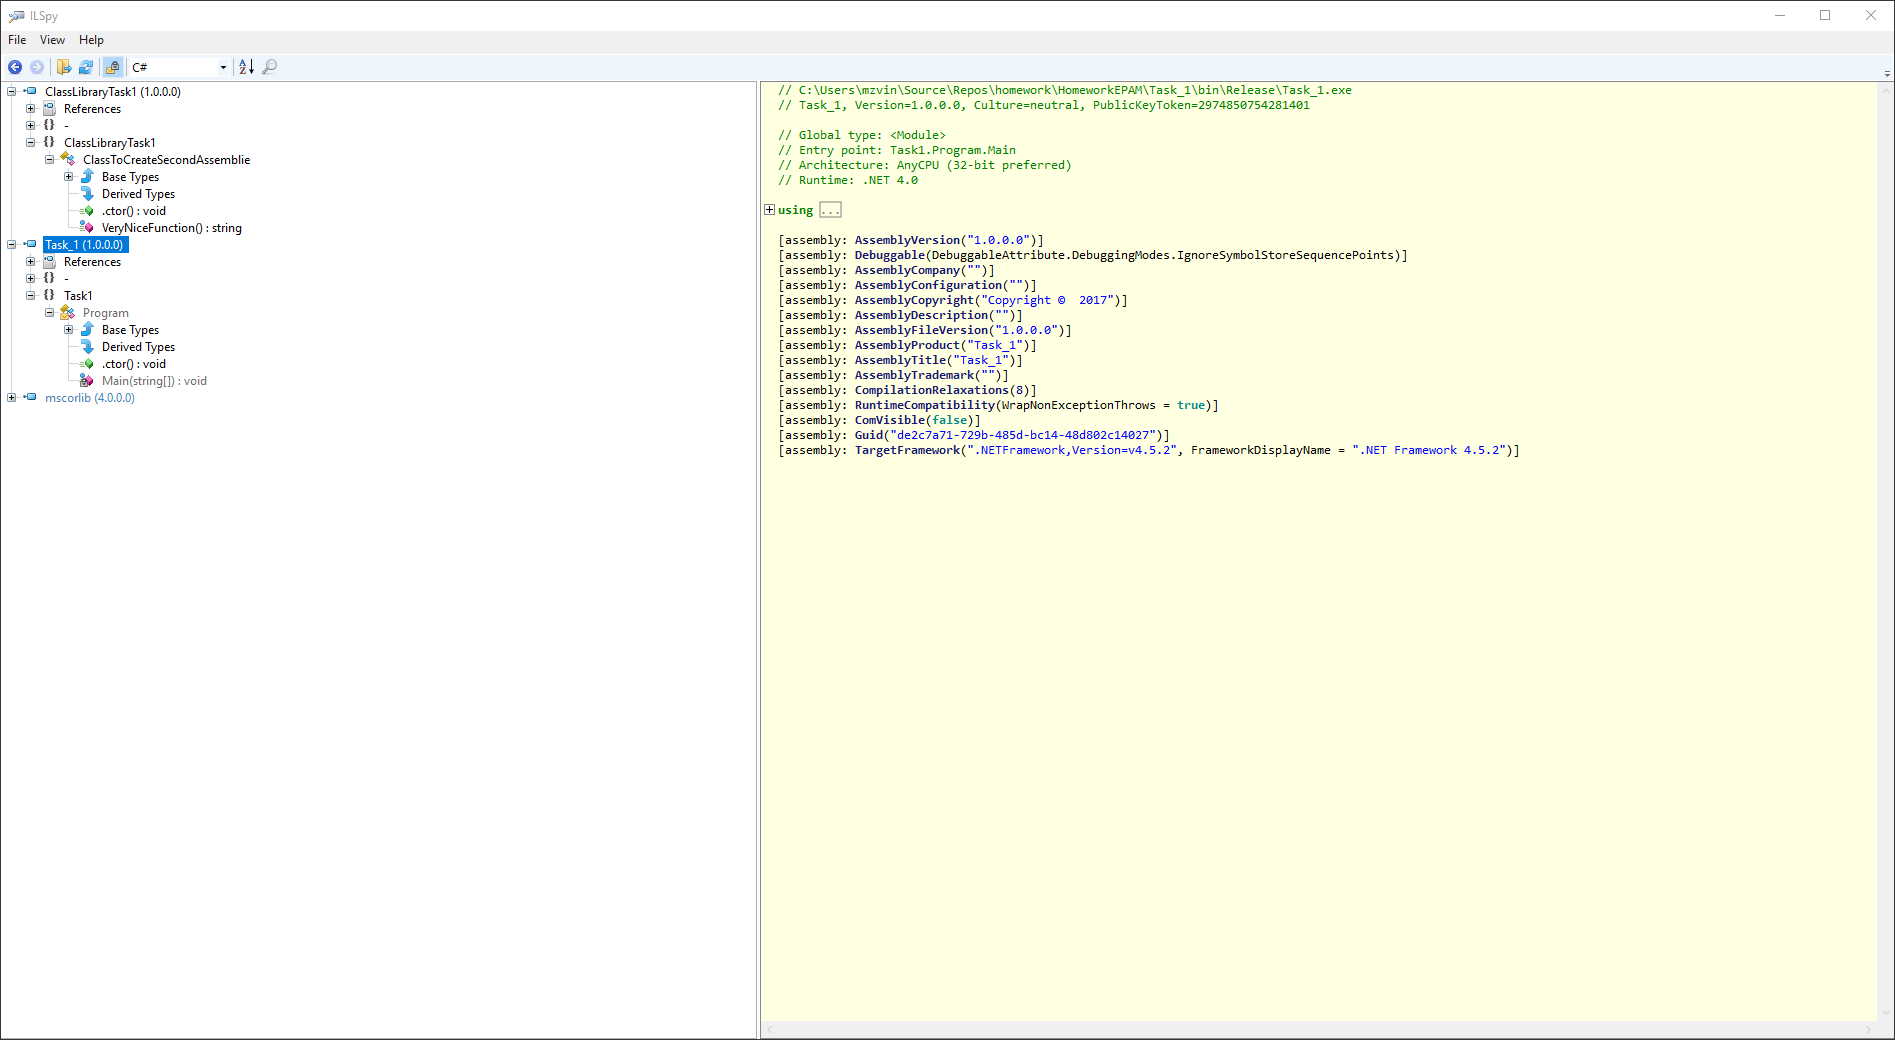 ILSpy
File View Help
C#
ClassLibraryTask1 (1.0.0.0)
References
{} -
{} ClassLibraryTask1
ClassToCreateSecondAssemblie
Base Types
Derived Types
.ctor() : void
VeryNiceFunction() : string
Task_1 (1.0.0.0)
References
{} -
{} Task1
Program
Base Types
Derived Types
.ctor() : void
Main(string[]) : void
mscorlib (4.0.0.0)
// C:\Users\mzvin\Source\Repos\homework\HomeworkEPAM\Task_1\bin\Release\Task_1.exe
// Task_1, Version=1.0.0.0, Culture=neutral, PublicKeyToken=2974850754281401
// Global type: <Module>
// Entry point: Task1.Program.Main
// Architecture: AnyCPU (32-bit preferred)
// Runtime: .NET 4.0
using ...
[assembly: AssemblyVersion("1.0.0.0")]
[assembly: Debuggable(DebuggableAttribute.DebuggingModes.IgnoreSymbolStoreSequencePoints)]
[assembly: AssemblyCompany("")]
[assembly: AssemblyConfiguration("")]
[assembly: AssemblyCopyright("Copyright ©  2017")]
[assembly: AssemblyDescription("")]
[assembly: AssemblyFileVersion("1.0.0.0")]
[assembly: AssemblyProduct("Task_1")]
[assembly: AssemblyTitle("Task_1")]
[assembly: AssemblyTrademark("")]
[assembly: CompilationRelaxations(8)]
[assembly: RuntimeCompatibility(WrapNonExceptionThrows = true)]
[assembly: ComVisible(false)]
[assembly: Guid("de2c7a71-729b-485d-bc14-48d802c14027")]
[assembly: TargetFramework(".NETFramework,Version=v4.5.2", FrameworkDisplayName = ".NET Framework 4.5.2")]